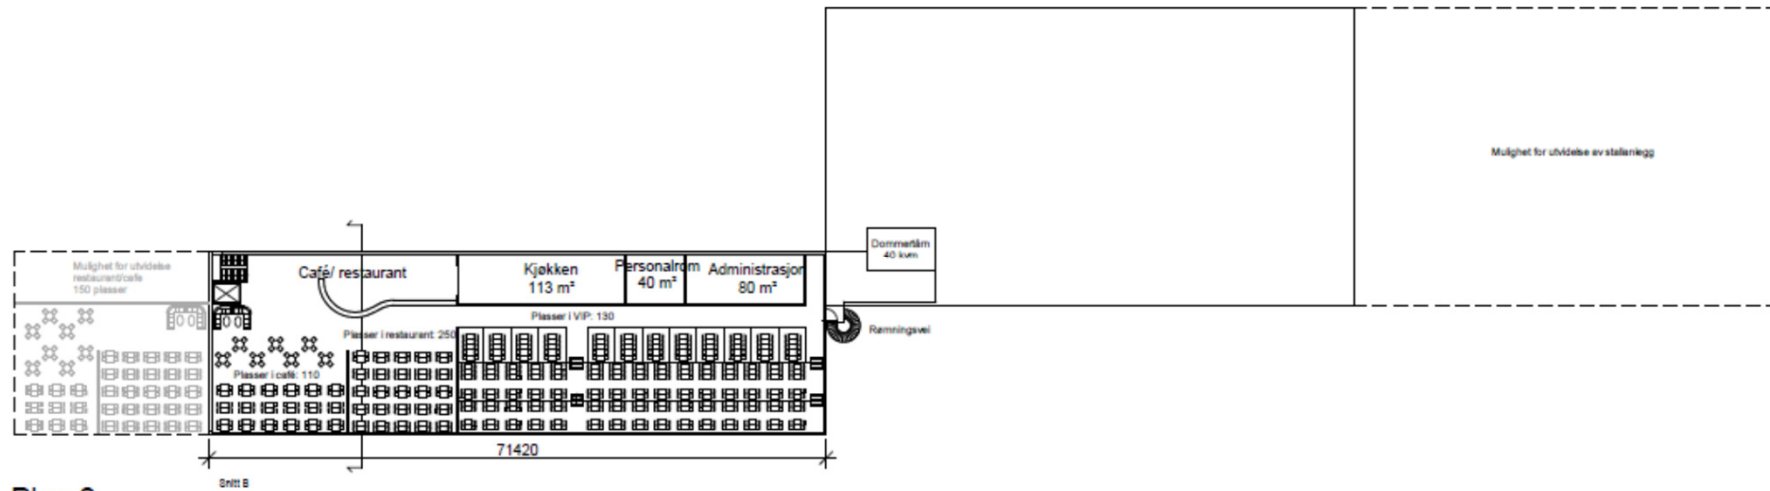 Mulighet for utvidelse av stallanlegg
Dommertårn
40 kvm
Mulighet for utvidelse
restaurant/cafe
150 plasser
Café/ restaurant
Kjøkken
113 m²
Personalrom
40 m²
Administrasjon
80 m²
Plasser i VIP: 130
Plasser i restaurant: 250
Rømningsvei
Plasser i café: 110
71420
Snitt B